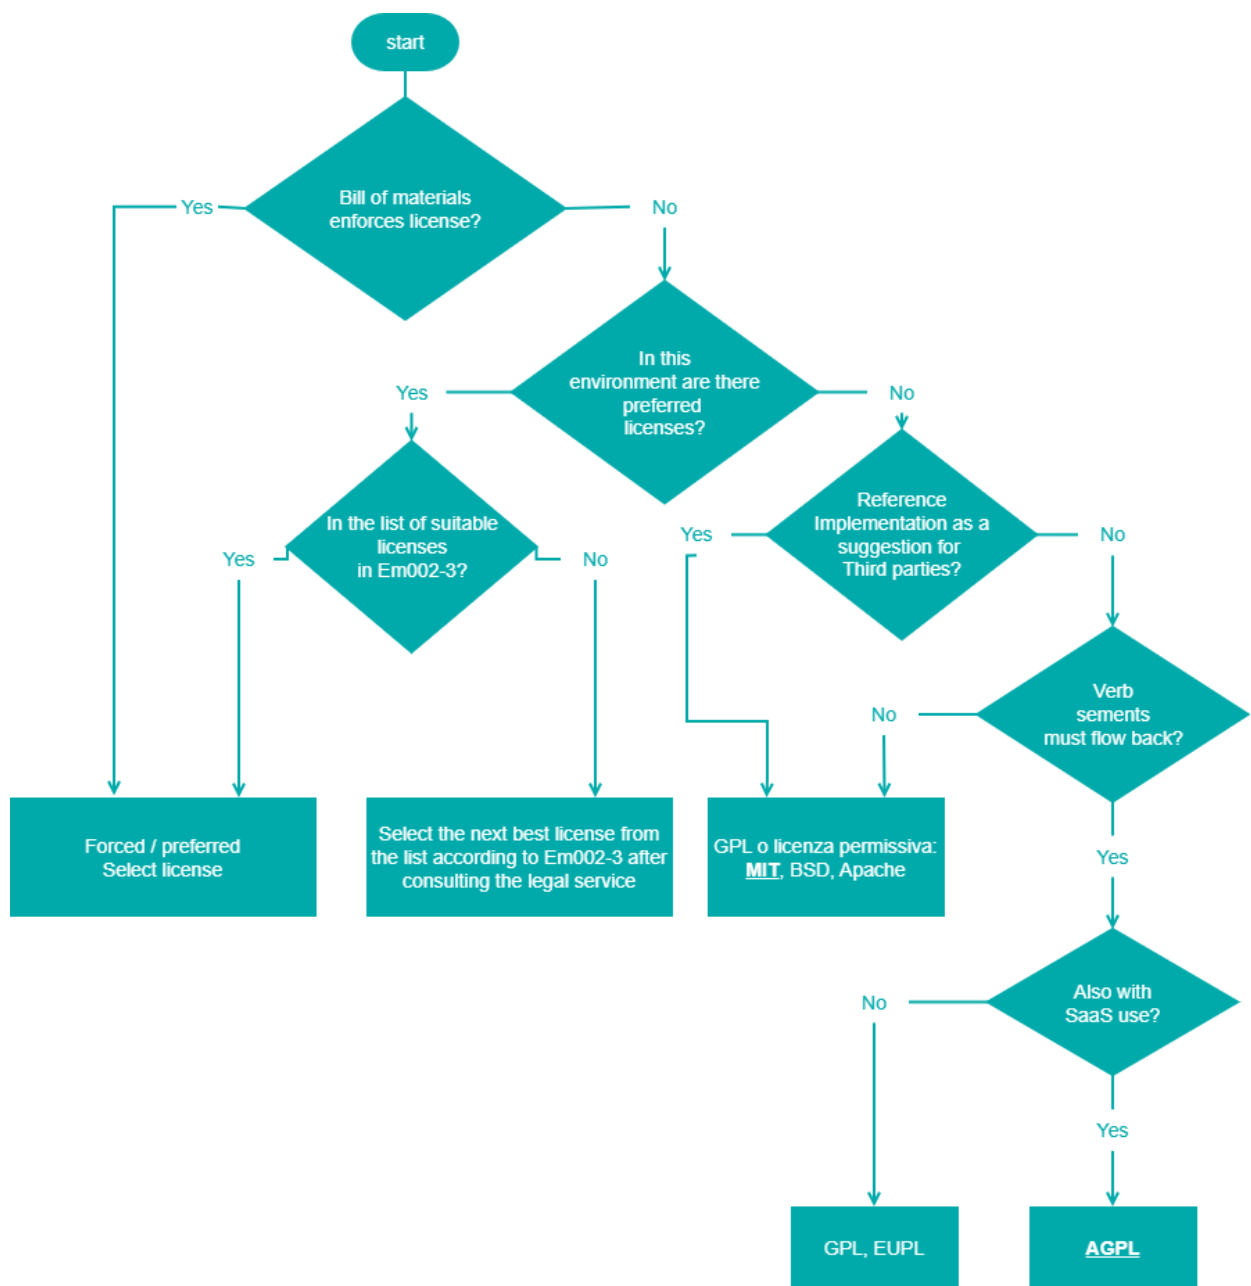 start
Bill of materials
enforces license?
Yes
No
In this
environment are there
preferred
licenses?
Yes
No
In the list of suitable
licenses
in Em002-3?
Yes
No
Reference
Implementation as a
suggestion for
Third parties?
Yes
No
Verb
sements
must flow back?
No
Yes
Forced / preferred
Select license
Select the next best license from
the list according to Em002-3 after
consulting the legal service
GPL o licenza permissiva:
MIT, BSD, Apache
Also with
SaaS use?
No
Yes
GPL, EUPL
AGPL